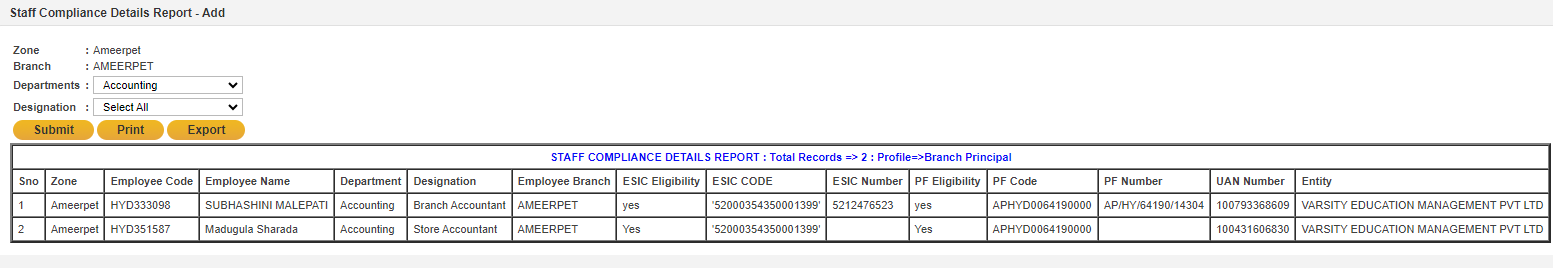 Staff Compliance Details Report - Add
Zone : Ameerpet
Branch : AMEERPET
Departments : Accounting
Designation : Select All
Submit Print Export
STAFF COMPLIANCE DETAILS REPORT : Total Records => 2 : Profile=>Branch Principal
Sno Zone Employee Code Employee Name Department Designation Employee Branch ESIC Eligibility ESIC CODE ESIC Number PF Eligibility PF Code PF Number UAN Number Entity
1 Ameerpet HYD333098 SUBHASHINI MALEPATI Accounting Branch Accountant AMEERPET yes '52000354350001399' 5212476523 yes APHYD0064190000 AP/HY/64190/14304 100793368609 VARSITY EDUCATION MANAGEMENT PVT LTD
2 Ameerpet HYD351587 Madugula Sharada Accounting Store Accountant AMEERPET Yes '52000354350001399' Yes APHYD0064190000 100431606830 VARSITY EDUCATION MANAGEMENT PVT LTD